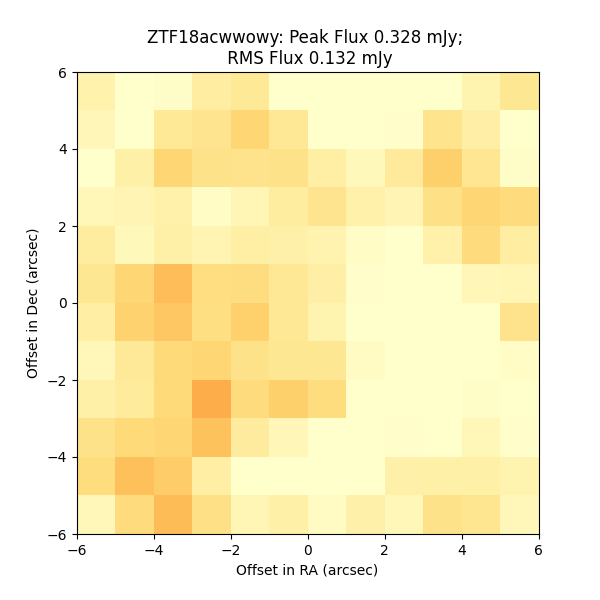 ZTF18acwwowy: Peak Flux 0.328 mJy;
RMS Flux 0.132 mJy
6
4
2
0
−2
−4
−6
Offset in Dec (arcsec)
−6 −4 −2 0 2 4 6
Offset in RA (arcsec)